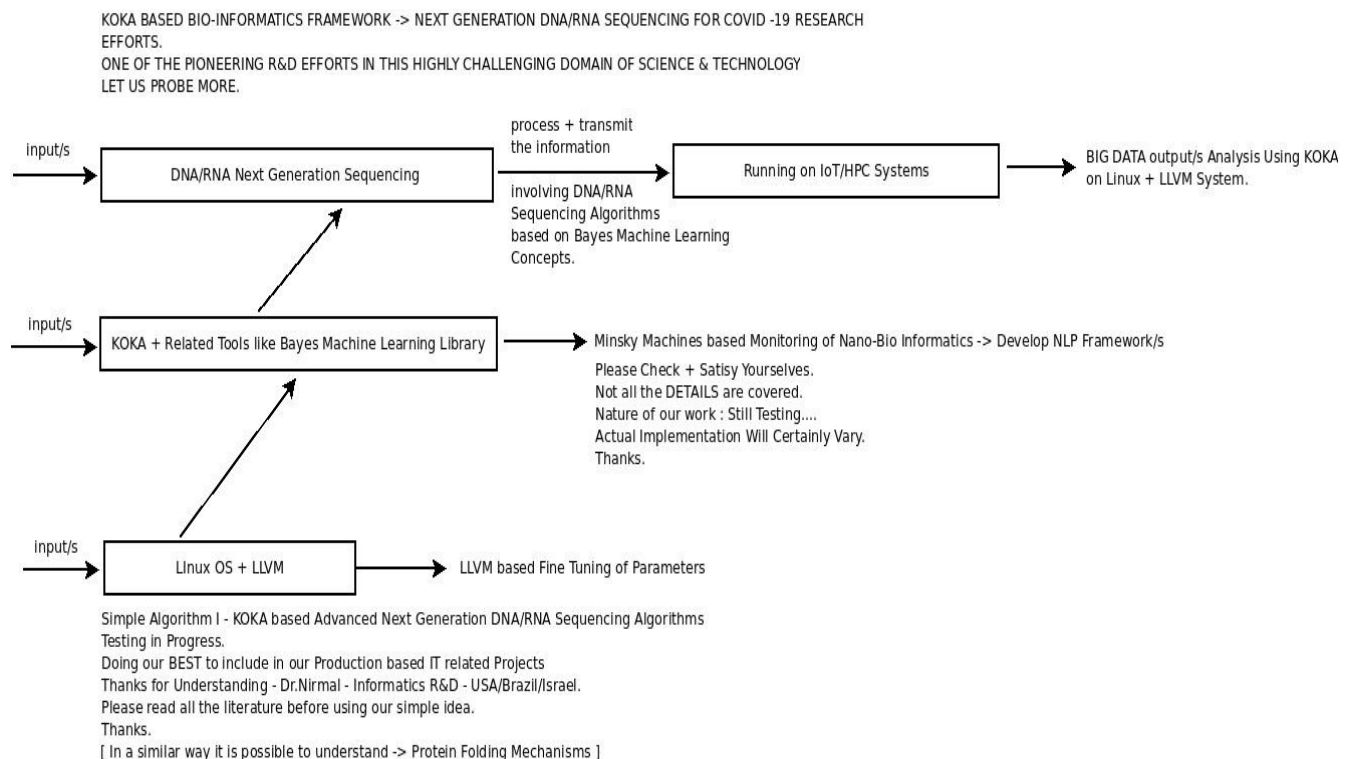 KOKA BASED BIO-INFORMATICS FRAMEWORK -> NEXT GENERATION DNA/RNA SEQUENCING FOR COVID -19 RESEARCH
EFFORTS.
ONE OF THE PIONEERING R&D EFFORTS IN THIS HIGHLY CHALLENGING DOMAIN OF SCIENCE & TECHNOLOGY
LET US PROBE MORE.
input/s
DNA/RNA Next Generation Sequencing
process + transmit
the information
involving DNA/RNA
Sequencing Algorithms
based on Bayes Machine Learning
Concepts.
Running on IoT/HPC Systems
BIG DATA output/s Analysis Using KOKA
on Linux + LLVM System.
input/s
KOKA + Related Tools like Bayes Machine Learning Library
Minsky Machines based Monitoring of Nano-Bio Informatics -> Develop NLP Framework/s
Please Check + Satisy Yourselves.
Not all the DETAILS are covered.
Nature of our work : Still Testing....
Actual Implementation Will Certainly Vary.
Thanks.
input/s
LInux OS + LLVM
LLVM based Fine Tuning of Parameters
Simple Algorithm I - KOKA based Advanced Next Generation DNA/RNA Sequencing Algorithms
Testing in Progress.
Doing our BEST to include in our Production based IT related Projects
Thanks for Understanding - Dr.Nirmal - Informatics R&D - USA/Brazil/Israel.
Please read all the literature before using our simple idea.
Thanks.
[ In a similar way it is possible to understand -> Protein Folding Mechanisms ]